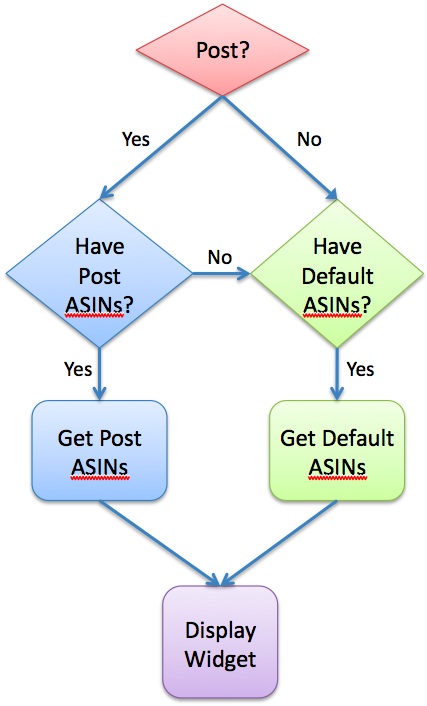 Post?
Yes
No
Have
Post
ASINs?
No
Have
Default
ASINs?
Yes
Yes
Get Post
ASINs
Get Default
ASINs
Display
Widget